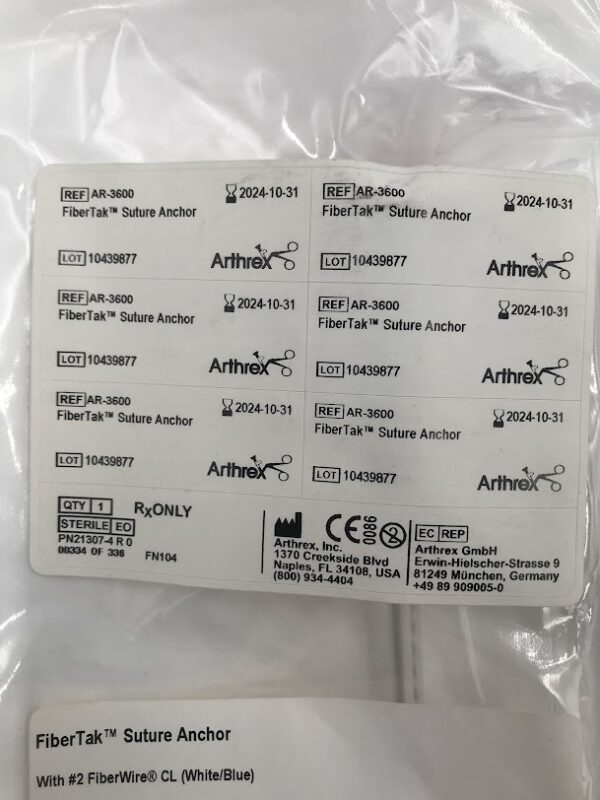 REF AR-3600 2024-10-31
FiberTak™ Suture Anchor
LOT 10439877 Arthrex
REF AR-3600 2024-10-31
FiberTak™ Suture Anchor
LOT 10439877 Arthrex
REF AR-3600 2024-10-31
FiberTak™ Suture Anchor
LOT 10439877 Arthrex
REF AR-3600 2024-10-31
FiberTak™ Suture Anchor
LOT 10439877 Arthrex
REF AR-3600 2024-10-31
FiberTak™ Suture Anchor
LOT 10439877 Arthrex
REF AR-3600 2024-10-31
FiberTak™ Suture Anchor
LOT 10439877 Arthrex
QTY 1 RxONLY
STERILE EO
PN21307-4 R 0
00334 OF 336 FN104
CE 0086 2
Arthrex, Inc.
1370 Creekside Blvd
Naples, FL 34108, USA
(800) 934-4404
EC REP
Arthrex GmbH
Erwin-Hielscher-Strasse 9
81249 München, Germany
+49 89 909005-0
FiberTak™ Suture Anchor
With #2 FiberWire® CL (White/Blue)